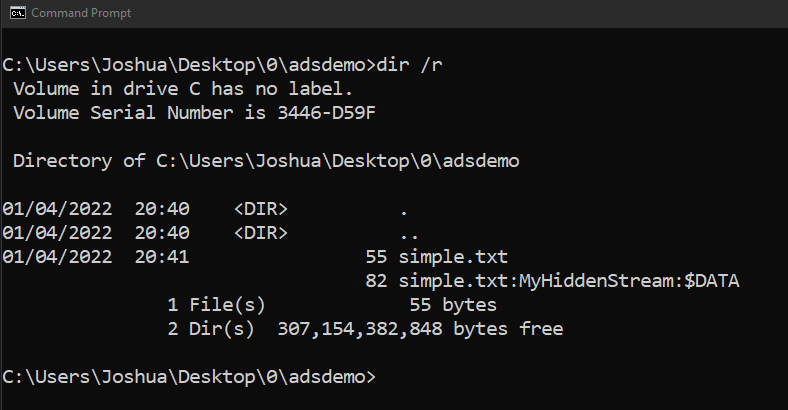 Command Prompt
C:\Users\Joshua\Desktop\0\adsdemo>dir /r
 Volume in drive C has no label.
 Volume Serial Number is 3446-D59F
 Directory of C:\Users\Joshua\Desktop\0\adsdemo
01/04/2022  20:40    <DIR>          .
01/04/2022  20:40    <DIR>          ..
01/04/2022  20:41                55 simple.txt
                                 82 simple.txt:MyHiddenStream:$DATA
               1 File(s)             55 bytes
               2 Dir(s)  307,154,382,848 bytes free
C:\Users\Joshua\Desktop\0\adsdemo>